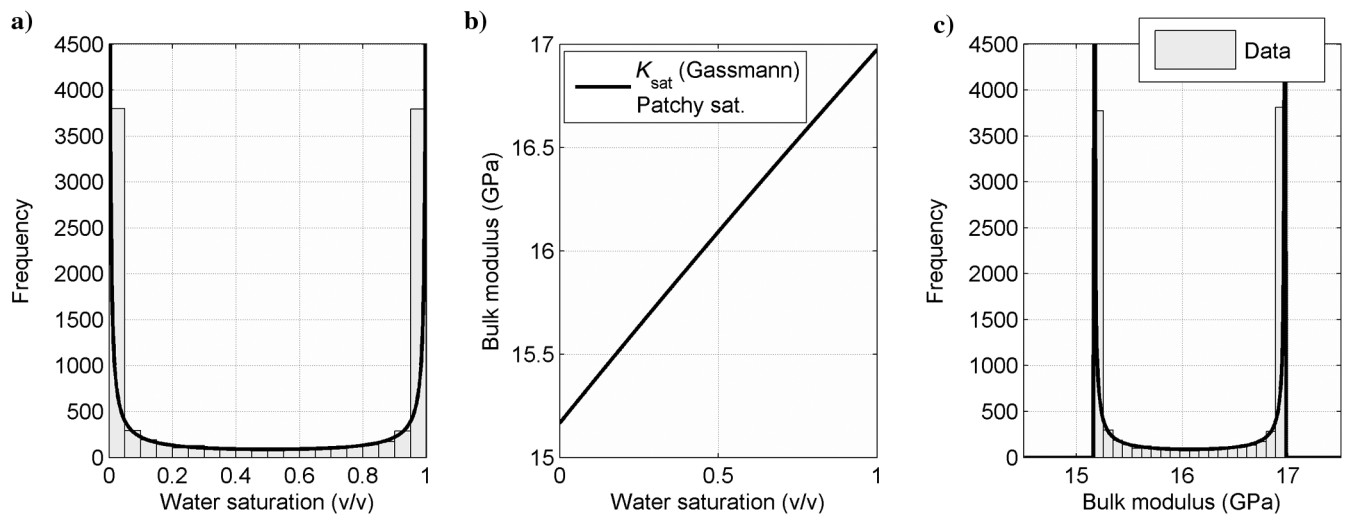 a)
4500
4000
3500
3000
2500
2000
1500
1000
500
0
Frequency
0 0.2 0.4 0.6 0.8 1
Water saturation (v/v)
b)
17
16.5
16
15.5
15
Bulk modulus (GPa)
Ksat (Gassmann)
Patchy sat.
0 0.5 1
Water saturation (v/v)
c)
Data
4500
4000
3500
3000
2500
2000
1500
1000
500
0
Frequency
15 16 17
Bulk modulus (GPa)